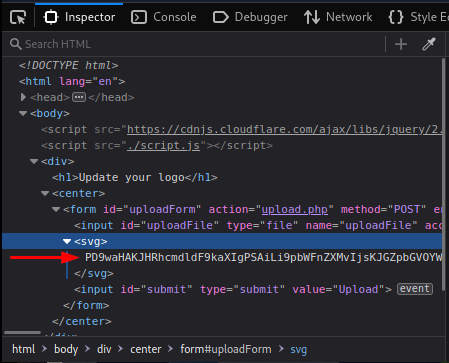 Inspector Console Debugger Network Style Ed
Search HTML
<!DOCTYPE html>
<html lang="en">
<head> ••• </head>
<body>
<script src="https://cdnjs.cloudflare.com/ajax/libs/jquery/2.
<script src="./script.js"></script>
<div>
<h1>Update your logo</h1>
<center>
<form id="uploadForm" action="upload.php" method="POST" en
<input id="uploadFile" type="file" name="uploadFile" acc
<svg>
PD9waHAKJHRhcmdldF9kaXIgPSAiLi9pbWFnZXMvIjsKJGZpbGVOYW
</svg>
<input id="submit" type="submit" value="Upload"> event
</form>
</center>
</div>
html > body > div > center > form#uploadForm > svg